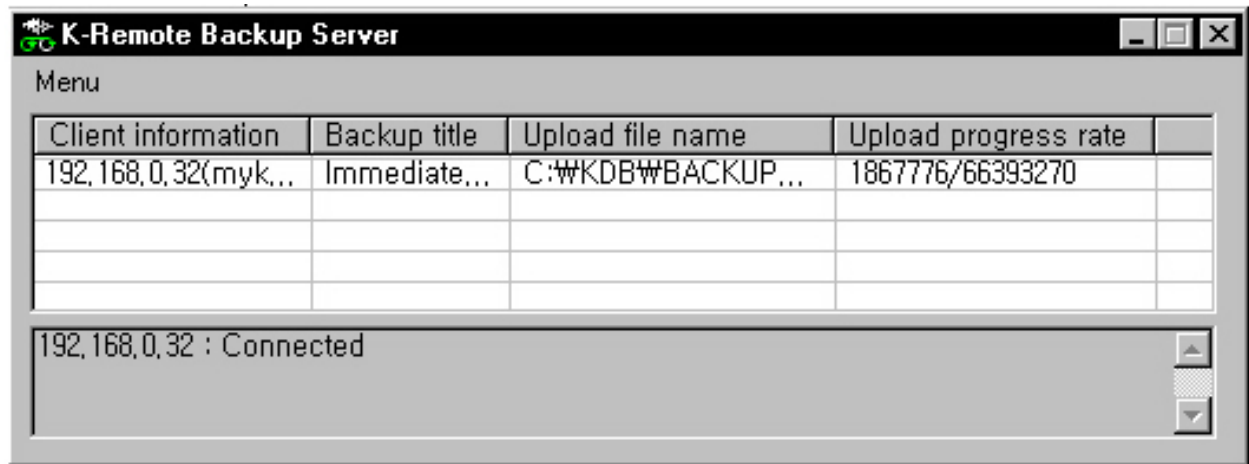 K-Remote Backup Server
Menu
Client information Backup title Upload file name Upload progress rate
192,168,0,32(myk,,, Immediate,,, C:₩KDB₩BACKUP,,, 1867776/66393270
192,168,0,32 : Connected